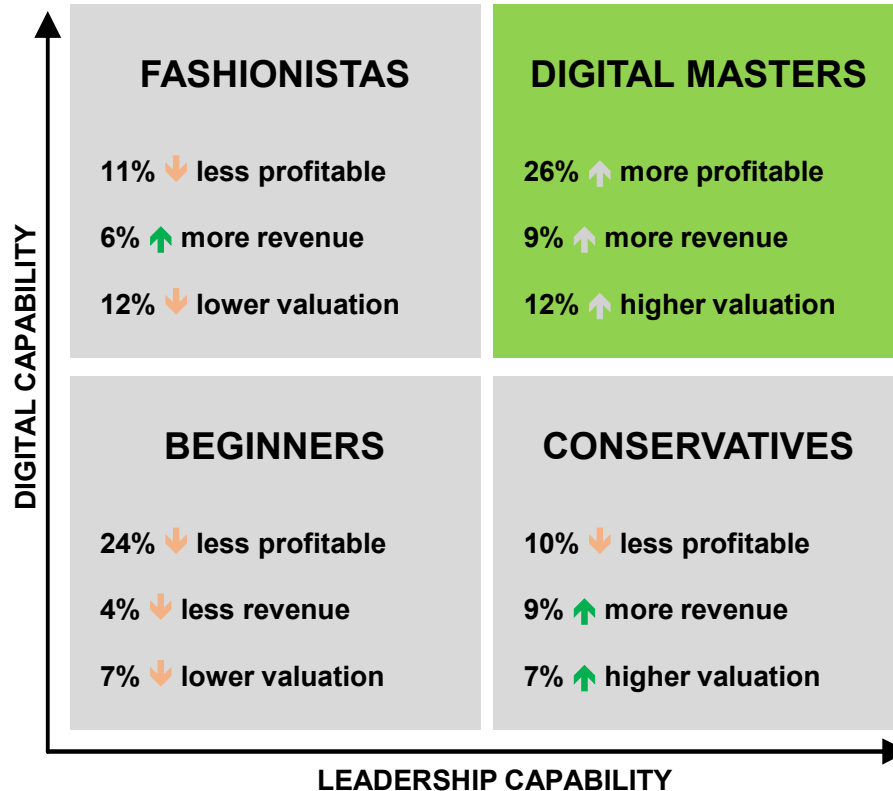 FASHIONISTAS
11% ↓ less profitable
6% ↑ more revenue
12% ↓ lower valuation
DIGITAL MASTERS
26% ↑ more profitable
9% ↑ more revenue
12% ↑ higher valuation
BEGINNERS
24% ↓ less profitable
4% ↓ less revenue
7% ↓ lower valuation
CONSERVATIVES
10% ↓ less profitable
9% ↑ more revenue
7% ↑ higher valuation
DIGITAL CAPABILITY
LEADERSHIP CAPABILITY